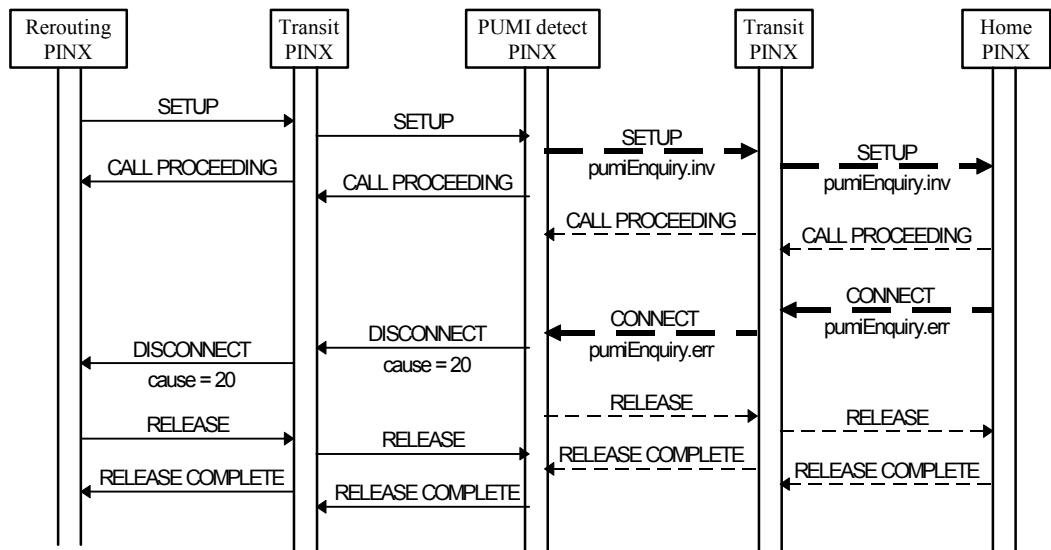 Rerouting
PINX
Transit
PINX
PUMI detect
PINX
Transit
PINX
Home
PINX
SETUP
SETUP
SETUP
pumiEnquiry.inv
SETUP
pumiEnquiry.inv
CALL PROCEEDING
CALL PROCEEDING
CALL PROCEEDING
CALL PROCEEDING
CONNECT
pumiEnquiry.err
CONNECT
pumiEnquiry.err
DISCONNECT
cause = 20
DISCONNECT
cause = 20
RELEASE
RELEASE
RELEASE
RELEASE
RELEASE COMPLETE
RELEASE COMPLETE
RELEASE COMPLETE
RELEASE COMPLETE